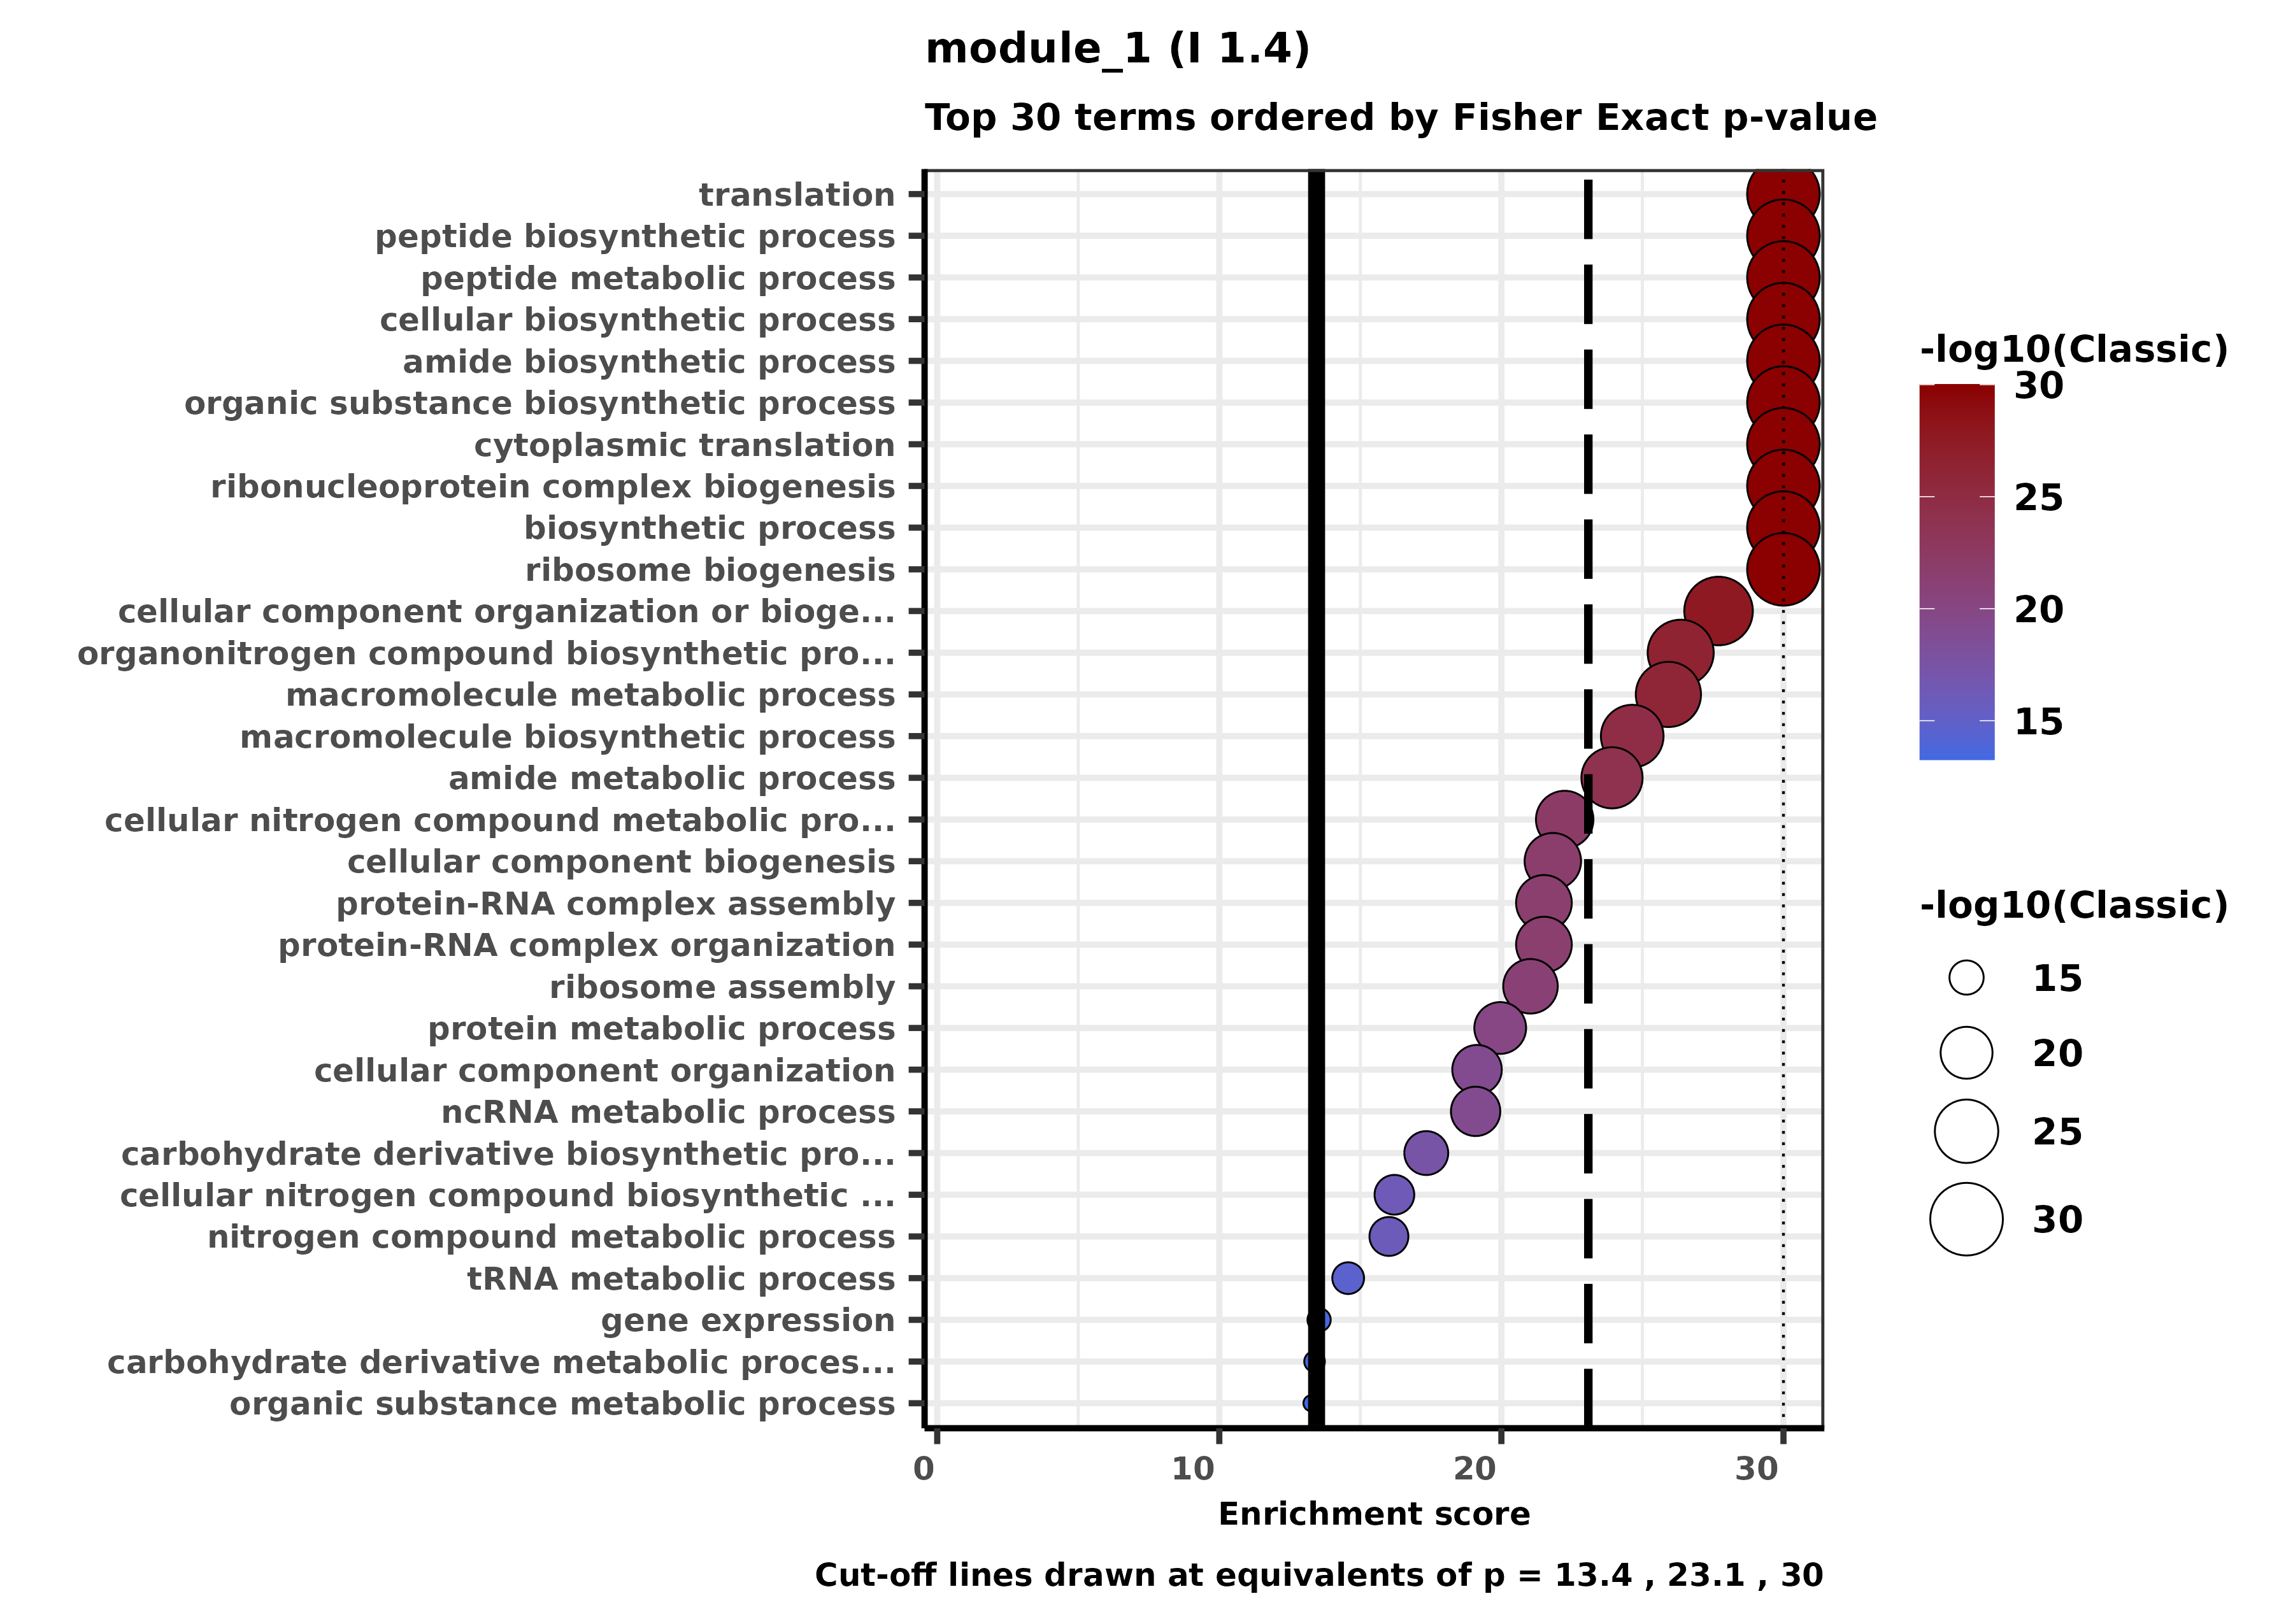 module_1 (I 1.4)
Top 30 terms ordered by Fisher Exact p-value
translation
peptide biosynthetic process
peptide metabolic process
cellular biosynthetic process
amide biosynthetic process
organic substance biosynthetic process
cytoplasmic translation
ribonucleoprotein complex biogenesis
biosynthetic process
ribosome biogenesis
cellular component organization or bioge...
organonitrogen compound biosynthetic pro...
macromolecule metabolic process
macromolecule biosynthetic process
amide metabolic process
cellular nitrogen compound metabolic pro...
cellular component biogenesis
protein-RNA complex assembly
protein-RNA complex organization
ribosome assembly
protein metabolic process
cellular component organization
ncRNA metabolic process
carbohydrate derivative biosynthetic pro...
cellular nitrogen compound biosynthetic ...
nitrogen compound metabolic process
tRNA metabolic process
gene expression
carbohydrate derivative metabolic proces...
organic substance metabolic process
0 10 20 30
Enrichment score
Cut-off lines drawn at equivalents of p = 13.4 , 23.1 , 30
-log10(Classic)
30
25
20
15
-log10(Classic)
15
20
25
30